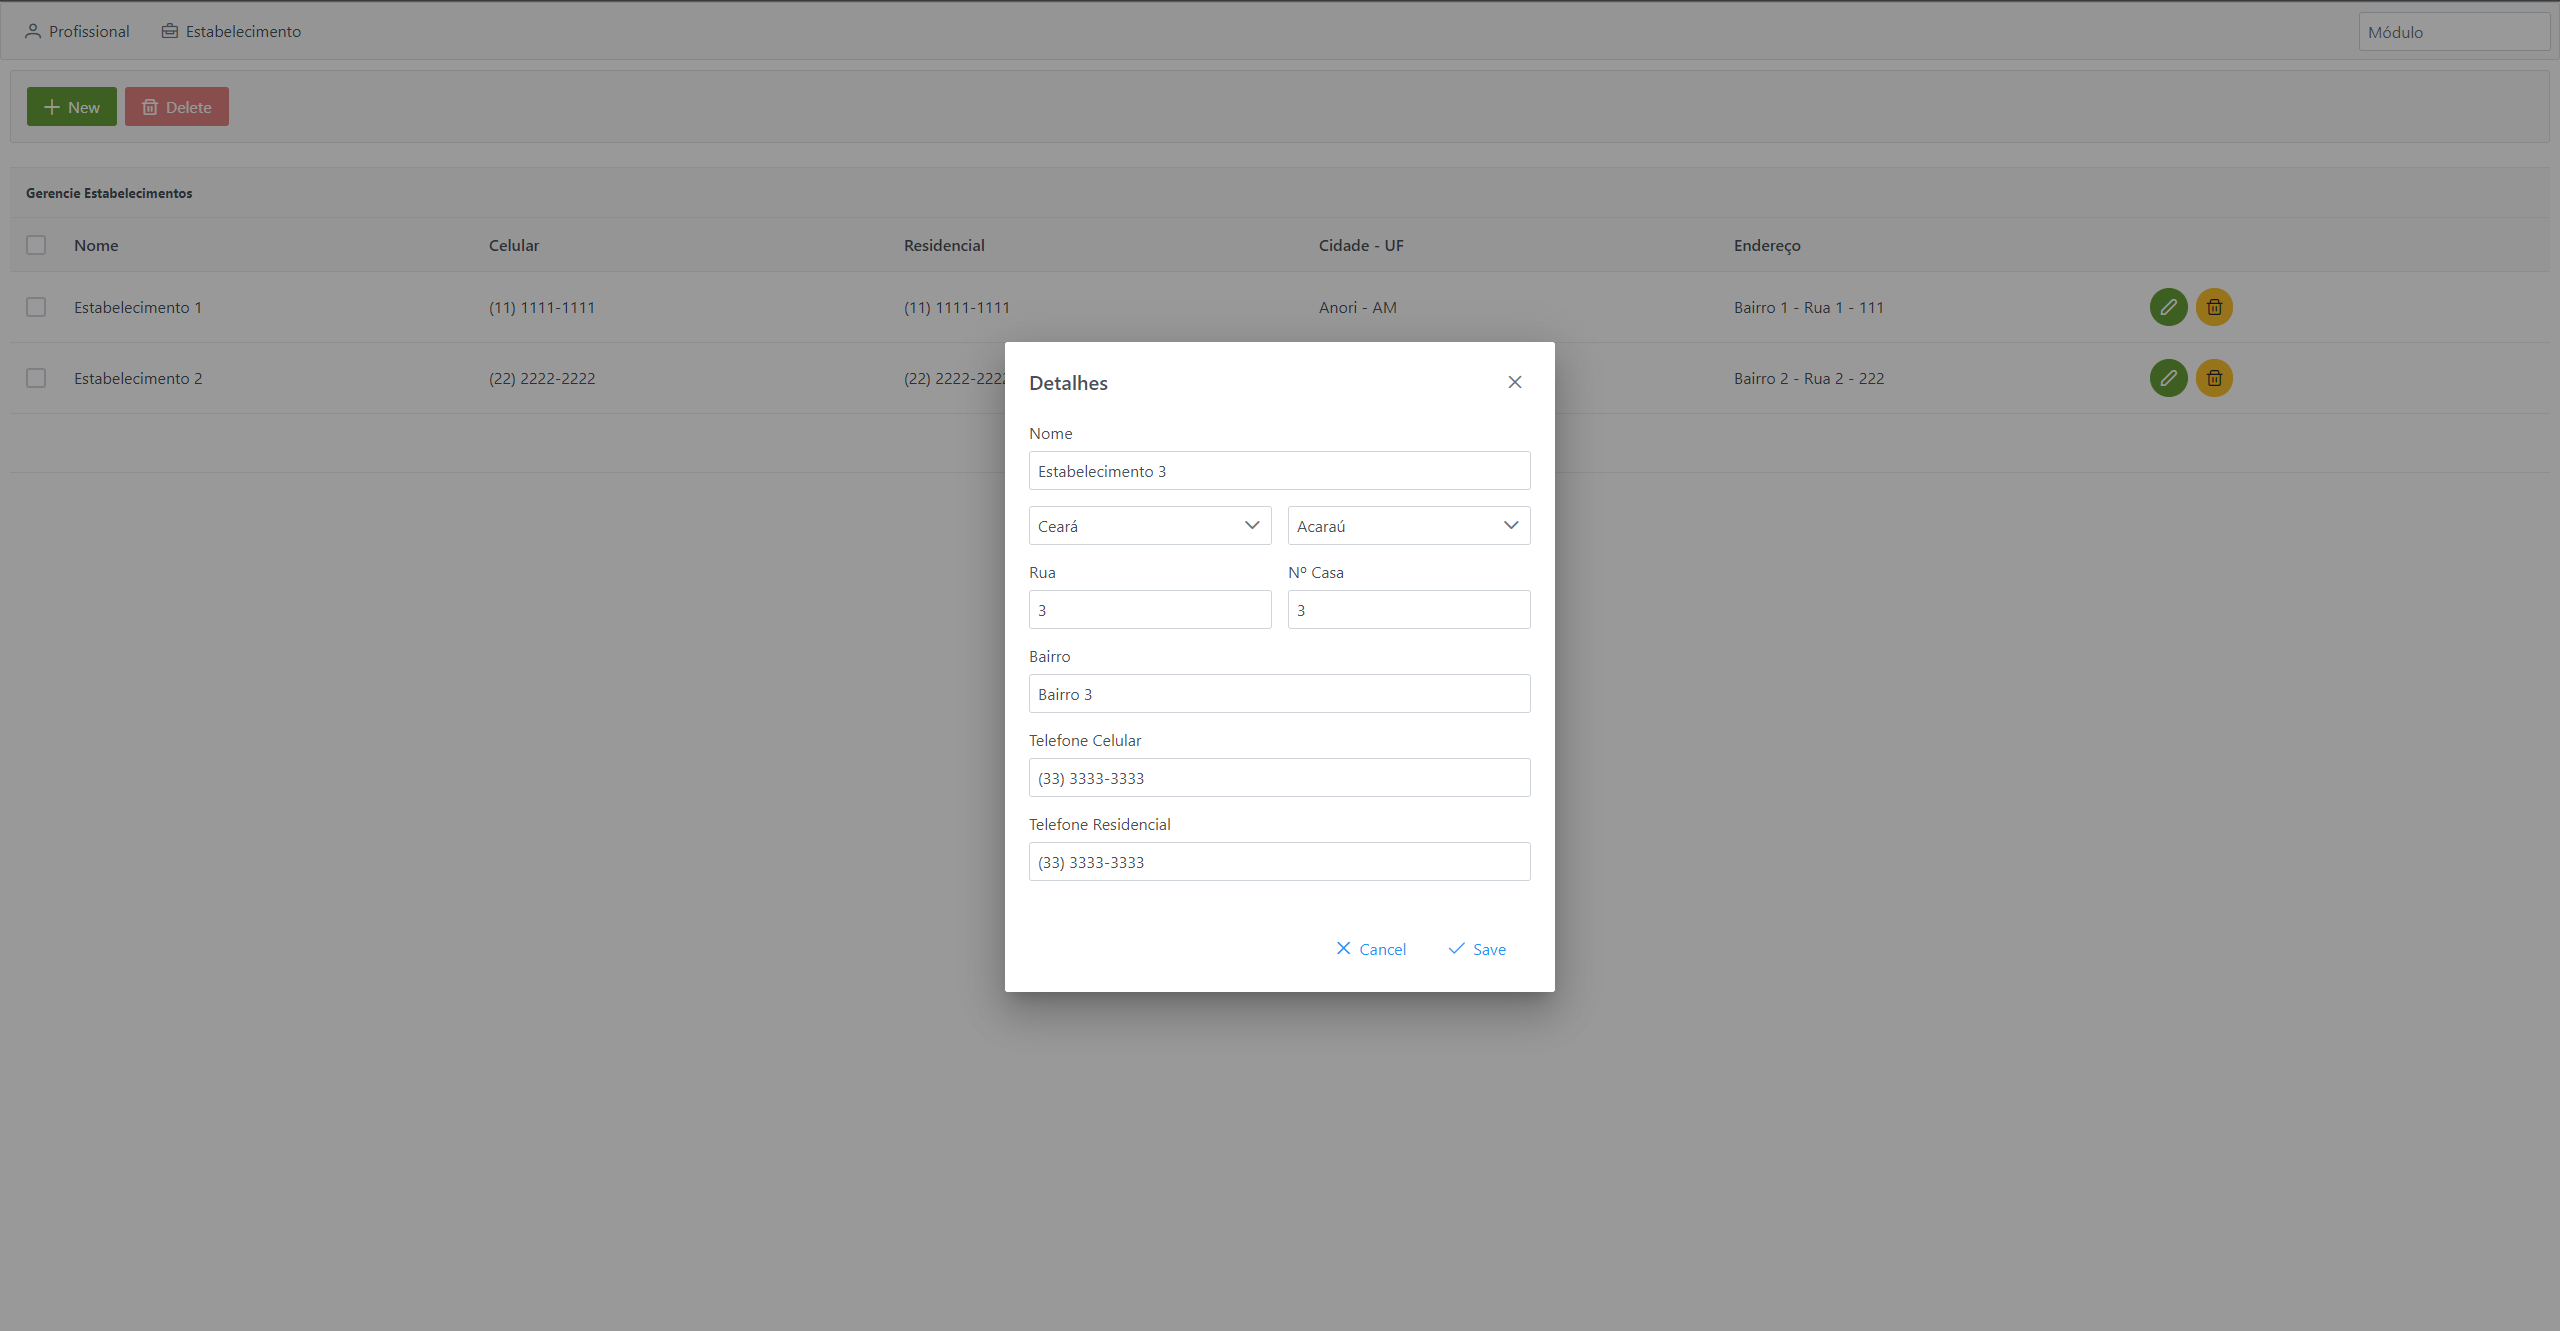 Profissional Estabelecimento Módulo
New Delete
Gerencie Estabelecimentos
Nome Celular Residencial Cidade - UF Endereço
Estabelecimento 1 (11) 1111-1111 (11) 1111-1111 Anori - AM Bairro 1 - Rua 1 - 111
Estabelecimento 2 (22) 2222-2222 (22) 2222-2222 Bairro 2 - Rua 2 - 222
Detalhes
Nome
Estabelecimento 3
Ceará Acaraú
Rua Nº Casa
3 3
Bairro
Bairro 3
Telefone Celular
(33) 3333-3333
Telefone Residencial
(33) 3333-3333
Cancel Save